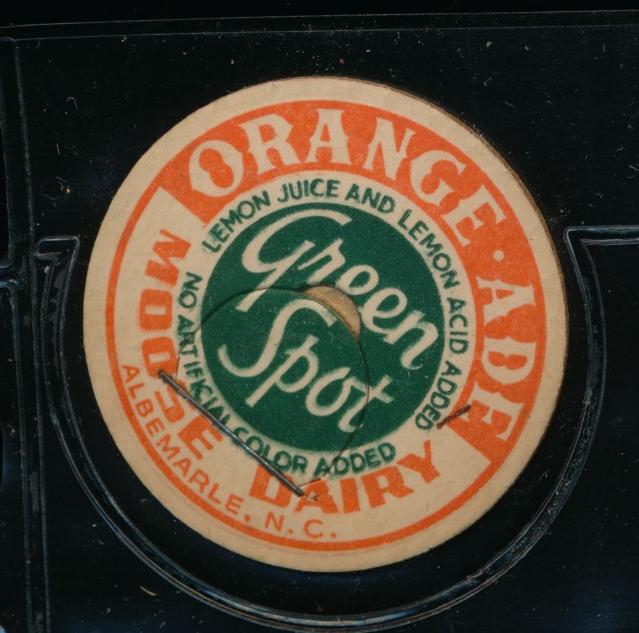 ORANGE·ADE
LEMON JUICE AND LEMON ACID ADDED
Green
Spot
NO ARTIFICIAL COLOR ADDED
MOOSE DAIRY
ALBEMARLE, N.C.